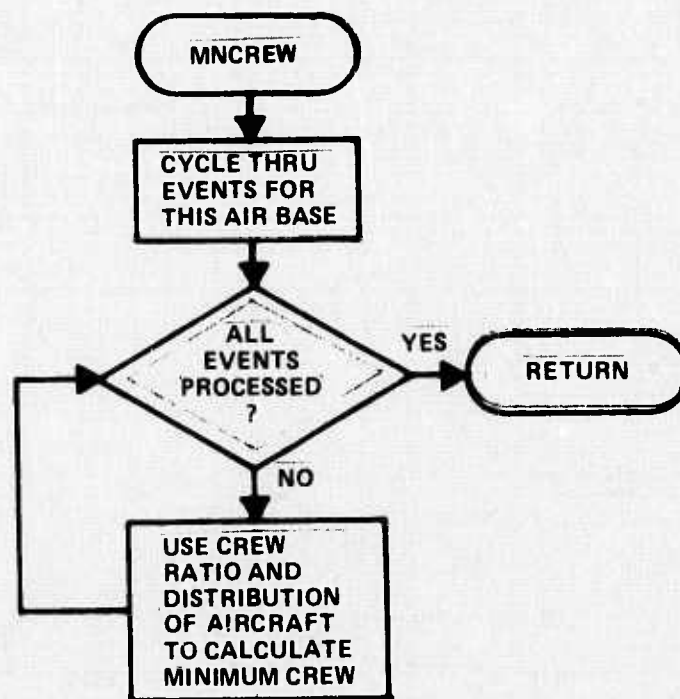 MNCREW
CYCLE THRU
EVENTS FOR
THIS AIR BASE
ALL
EVENTS
PROCESSED
?
YES
RETURN
NO
USE CREW
RATIO AND
DISTRIBUTION
OF AIRCRAFT
TO CALCULATE
MINIMUM CREW